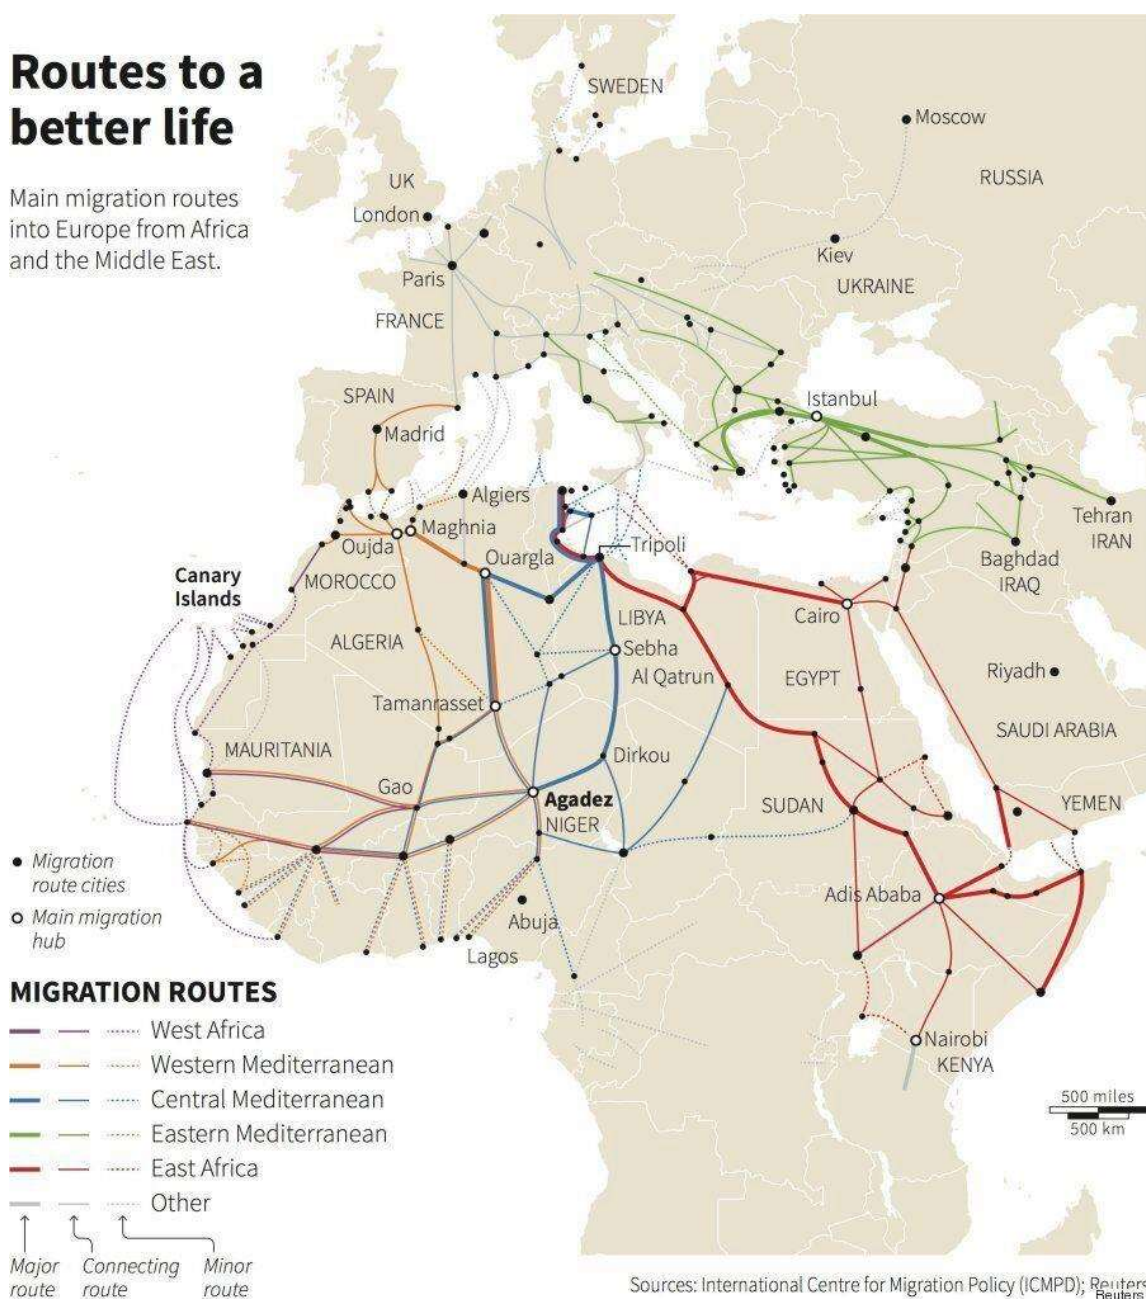 Routes to a
better life
Main migration routes
into Europe from Africa
and the Middle East.
SWEDEN
Moscow
RUSSIA
UK
London
Kiev
UKRAINE
Paris
FRANCE
SPAIN
Madrid
Istanbul
Algiers
Maghnia
Oujda
Ouargla
Tripoli
Tehran
IRAN
Baghdad
IRAQ
Canary
Islands
MOROCCO
ALGERIA
LIBYA
Sebha
Al Qatrun
Cairo
EGYPT
Riyadh
SAUDI ARABIA
Tamanrasset
MAURITANIA
Gao
Dirkou
Agadez
NIGER
SUDAN
YEMEN
Adis Ababa
Abuja
Lagos
Nairobi
KENYA
Migration
route cities
Main migration
hub
MIGRATION ROUTES
West Africa
Western Mediterranean
Central Mediterranean
Eastern Mediterranean
East Africa
Other
Major
route
Connecting
route
Minor
route
500 miles
500 km
Sources: International Centre for Migration Policy (ICMPD); Reuters
Reuters